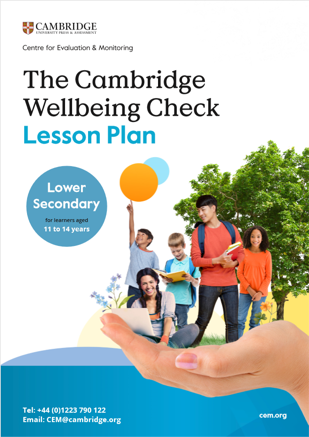 CAMBRIDGE
UNIVERSITY PRESS & ASSESSMENT
Centre for Evaluation & Monitoring
The Cambridge
Wellbeing Check
Lesson Plan
Lower
Secondary
for learners aged
11 to 14 years
Tel: +44 (0)1223 790 122
Email: CEM@cambridge.org
cem.org